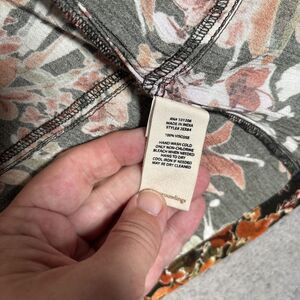 RN# 131398
MADE IN INDIA
100% VISCOSE
HAND WASH COLD
ONLY NON-CHLORINE
BLEACH WHEN NEEDED
HANG TO DRY
COOL IRON IF NEEDED
MAY BE DRY CLEANED